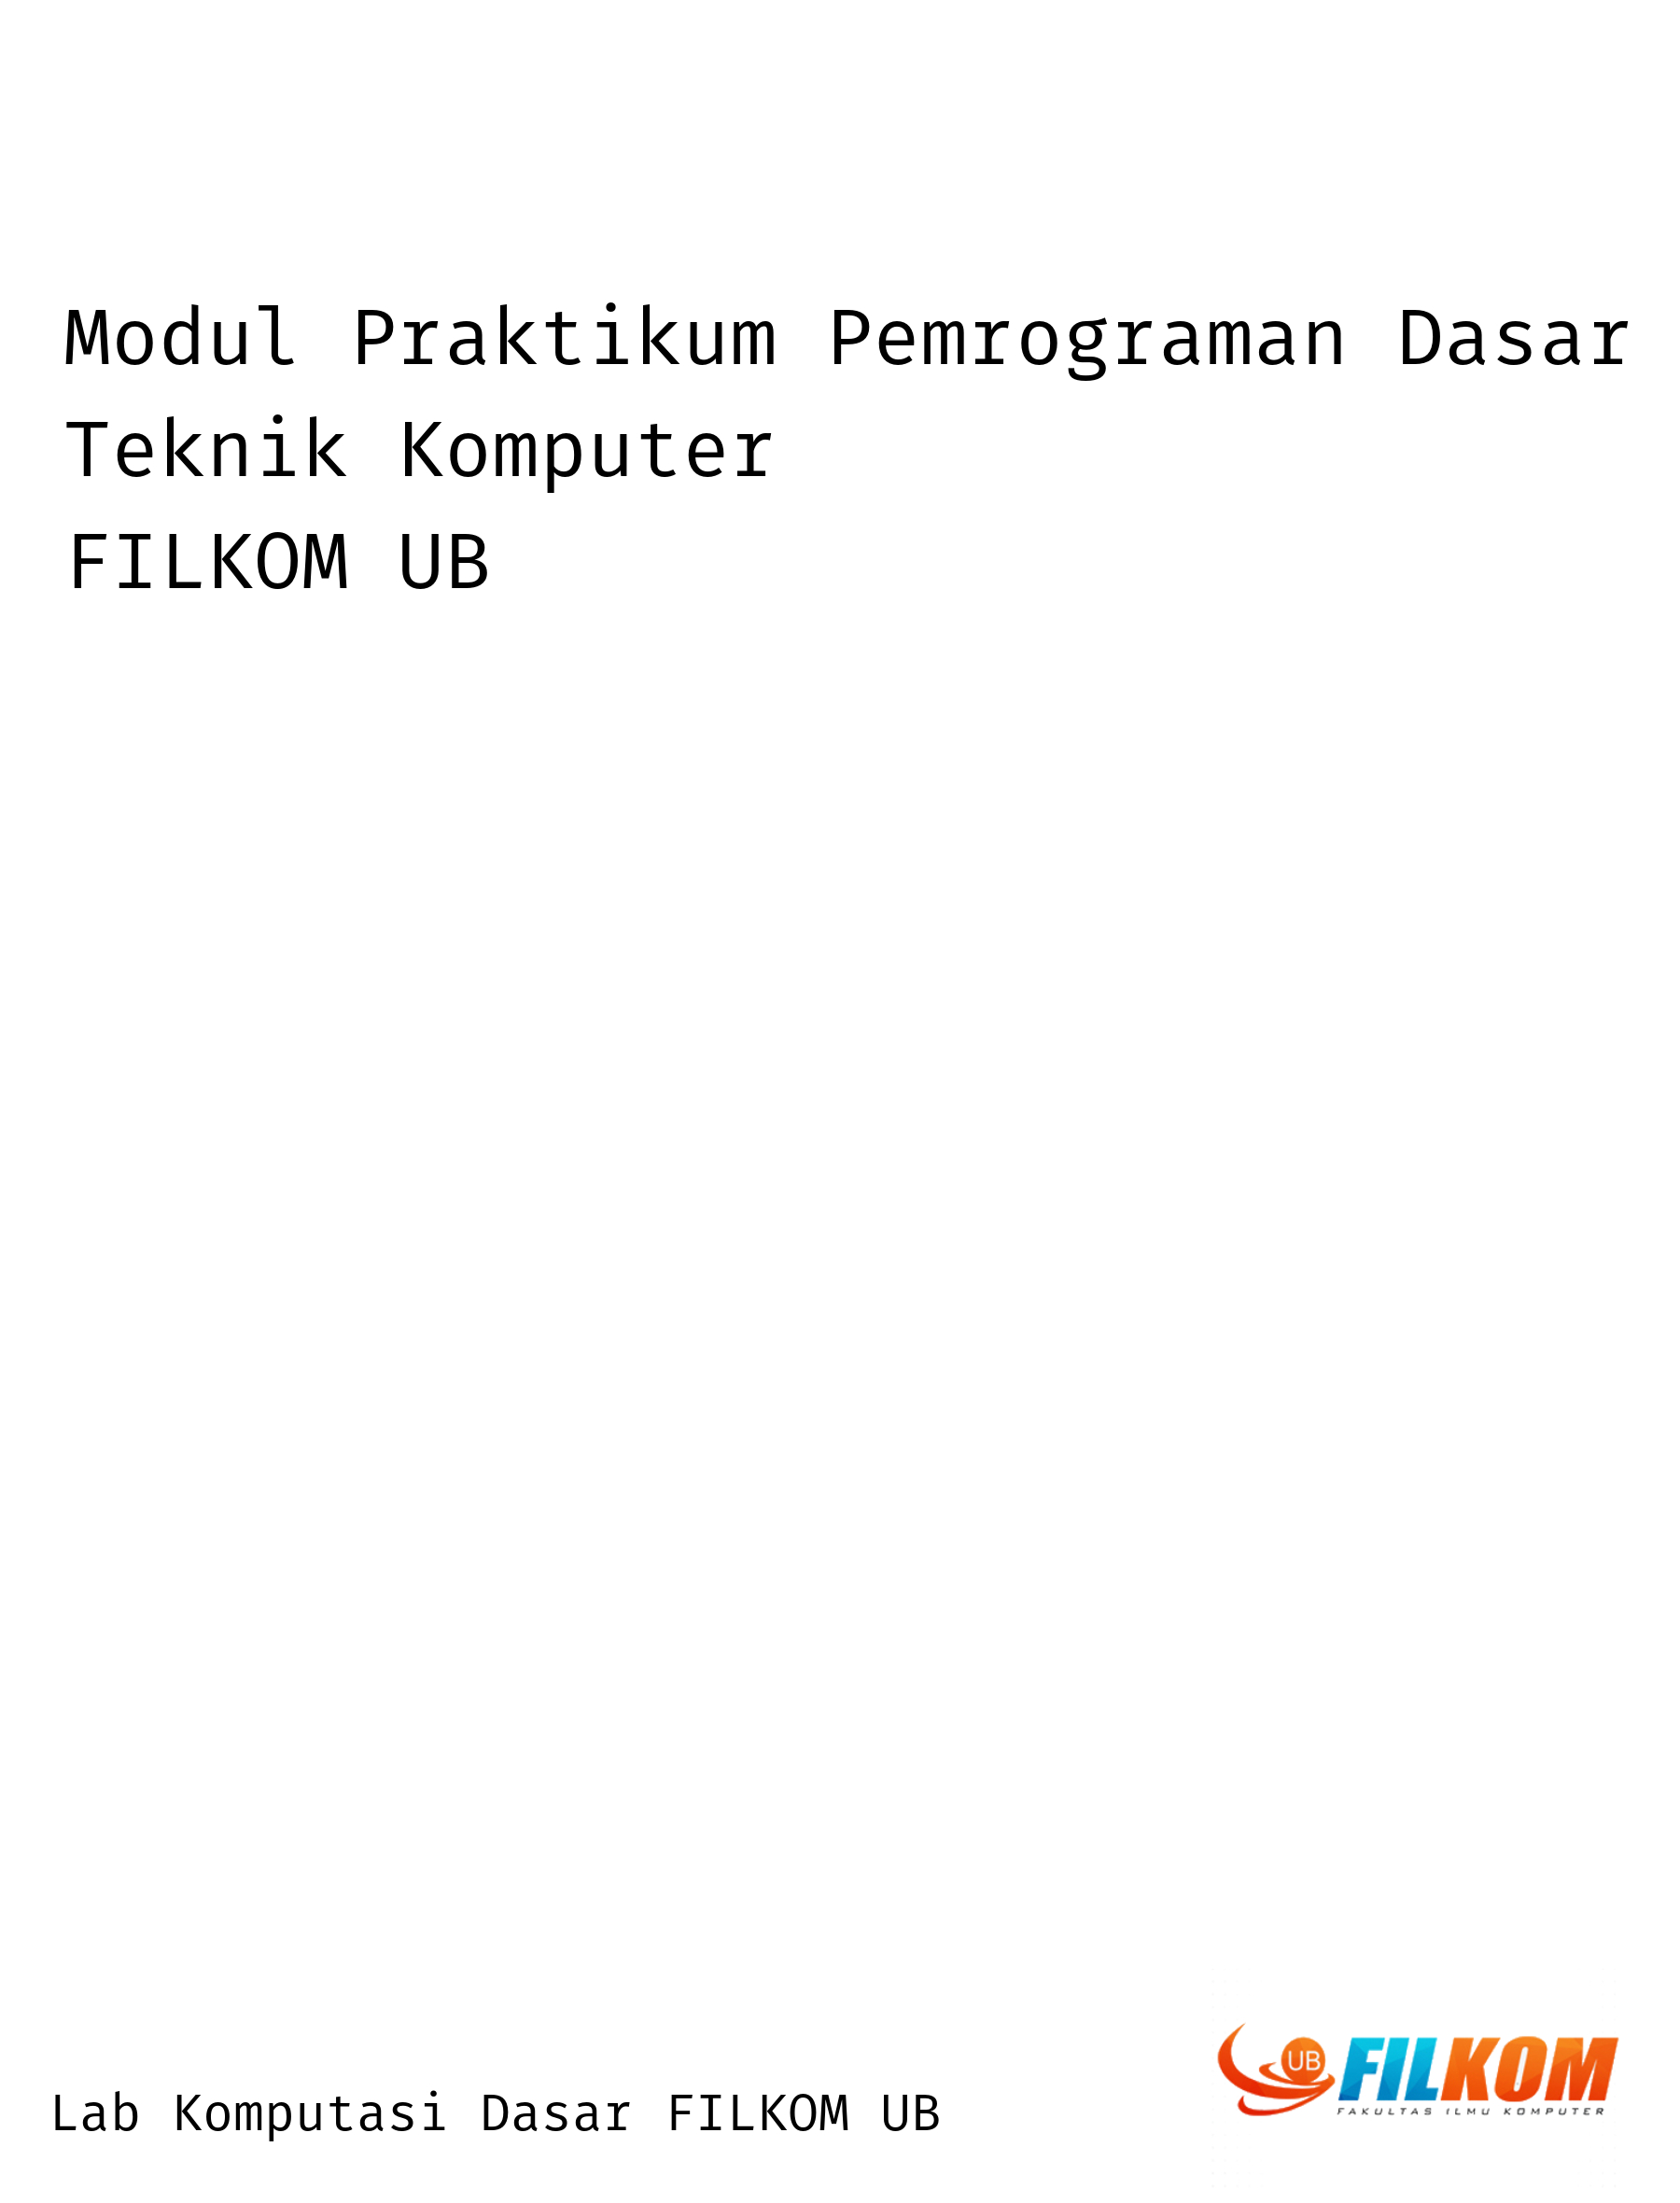 Modul Praktikum Pemrograman Dasar
Teknik Komputer
FILKOM UB
Lab Komputasi Dasar FILKOM UB
UB
FILKOM
FAKULTAS ILMU KOMPUTER